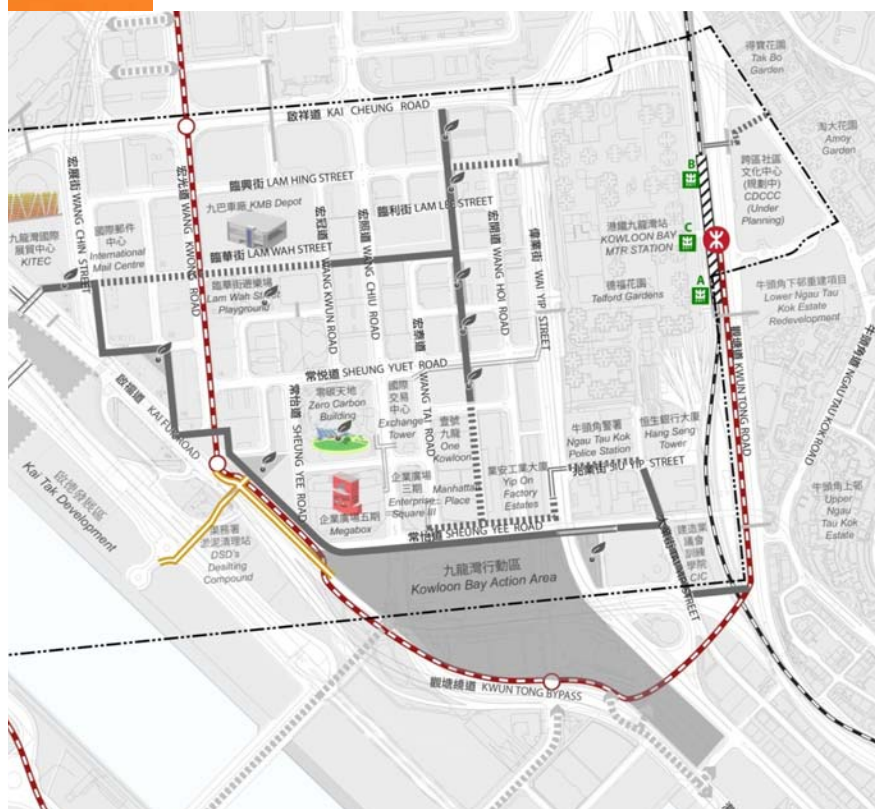 啟祥道 KAI CHEUNG ROAD
得寶花園
Tak Bo
Garden
淘大花園
Amoy
Garden
宏展街 WANG CHIN STREET
宏光道 WANG KWONG ROAD
臨興街 LAM HING STREET
跨區社區
文化中心
(規劃中)
CDCCC
(Under
Planning)
B
C
A
九龍灣國際
展貿中心
KITEC
國際郵件
中心
International
Mail Centre
九巴車廠 KMB Depot
臨利街 LAM LEE STREET
臨華街 LAM WAH STREET
宏冠道 WANG KWUN ROAD
宏照道 WANG CHIU ROAD
宏開道 WANG HOI ROAD
偉業街 WAI YIP STREET
港鐵九龍灣站
KOWLOON BAY
MTR STATION
德福花園
Telford Gardens
臨華街遊樂場
Lam Wah Street
Playground
牛頭角下邨重建項目
Lower Ngau Tau
Kok Estate
Redevelopment
觀塘道 KWUN TONG ROAD
牛頭角道 NGAU TAU KOK ROAD
宏泰道 WANG TAI ROAD
常悦道 SHEUNG YUET ROAD
常怡道 SHEUNG YEE ROAD
零碳天地
Zero Carbon
Building
國際
交易
中心
Exchange
Tower
壹號
九龍
One
Kowloon
啟福道 KAI FUK ROAD
牛頭角警署
Ngau Tau Kok
Police Station
恒生銀行大廈
Hang Seng
Tower
兆業街 SIU YIP STREET
業安工業大廈
Yip On
Factory
Estates
企業廣場
三期
Enterprise
Square III
Manhattan
Place
企業廣場五期
Megabox
牛頭角上邨
Upper
Ngau
Tau Kok
Estate
啟德發展區
Kai Tak Development
渠務署
淤泥清理站
DSD's
Desilting
Compound
常怡道 SHEUNG YEE ROAD
建造業
議會
訓練
學院
CIC
STREET
九龍灣行動區
Kowloon Bay Action Area
觀塘繞道 KWUN TONG BYPASS